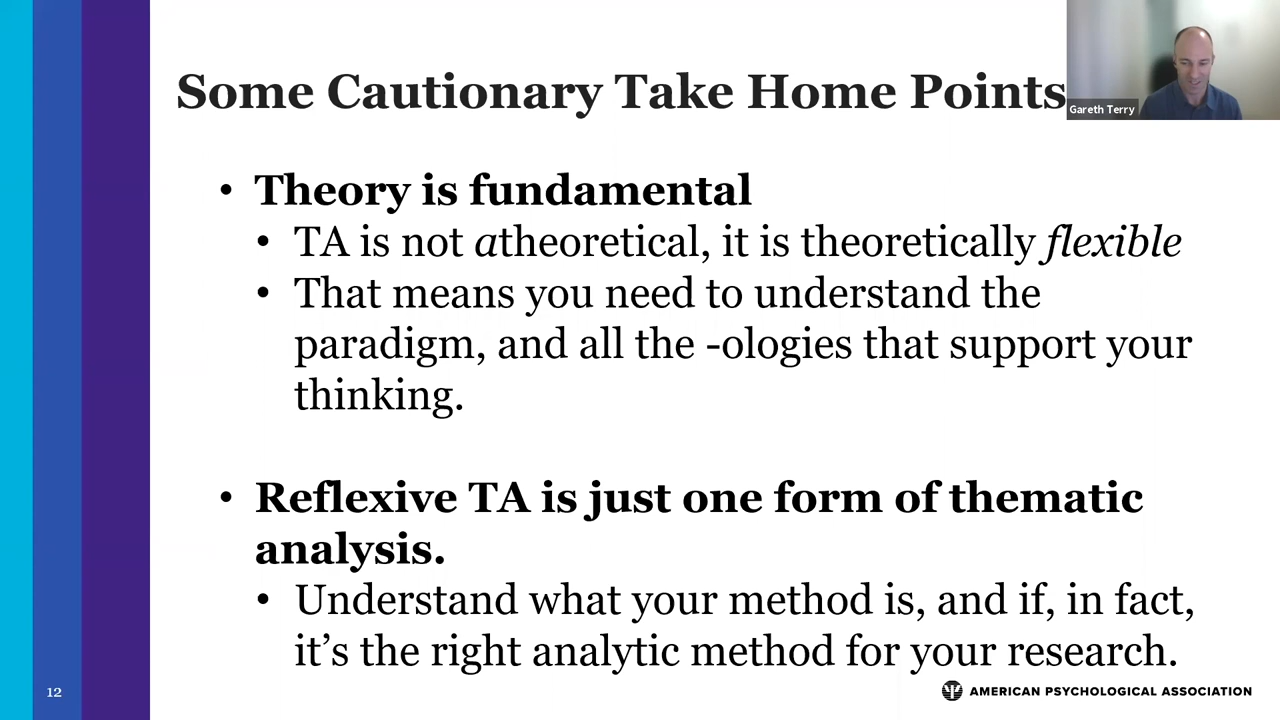 Some Cautionary Take Home Points
Gareth Terry
• Theory is fundamental
• TA is not atheoretical, it is theoretically flexible
• That means you need to understand the
paradigm, and all the -ologies that support your
thinking.
• Reflexive TA is just one form of thematic
analysis.
• Understand what your method is, and if, in fact,
it’s the right analytic method for your research.
12
AMERICAN PSYCHOLOGICAL ASSOCIATION